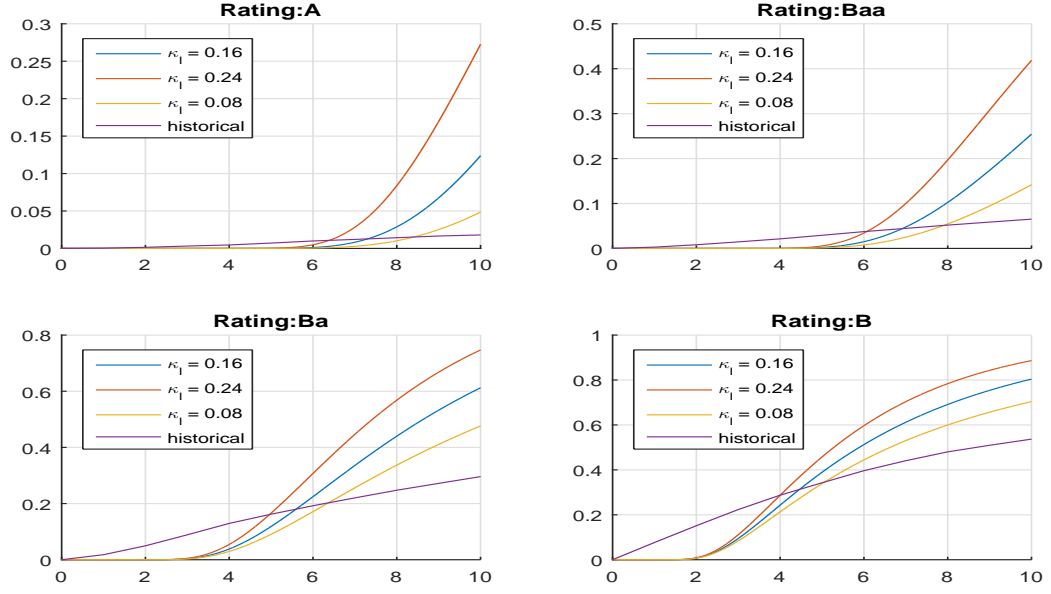 Rating:A
0.3
0.25
0.2
0.15
0.1
0.05
0
0 2 4 6 8 10
κI = 0.16
κI = 0.24
κI = 0.08
historical
Rating:Baa
0.5
0.4
0.3
0.2
0.1
0
0 2 4 6 8 10
κI = 0.16
κI = 0.24
κI = 0.08
historical
Rating:Ba
0.8
0.6
0.4
0.2
0
0 2 4 6 8 10
κI = 0.16
κI = 0.24
κI = 0.08
historical
Rating:B
1
0.8
0.6
0.4
0.2
0
0 2 4 6 8 10
κI = 0.16
κI = 0.24
κI = 0.08
historical